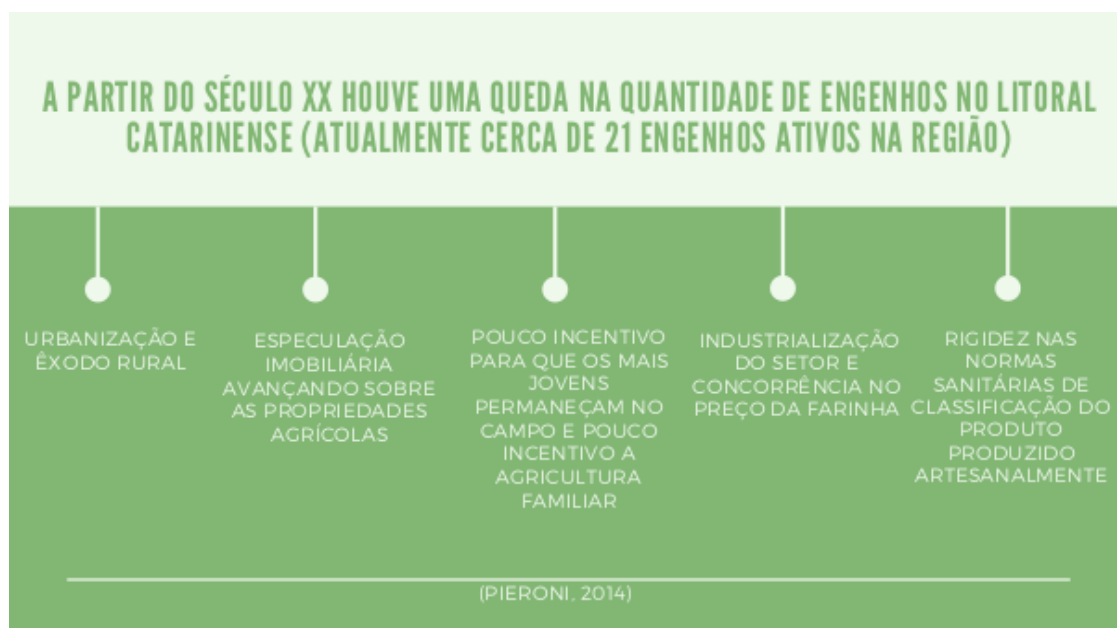 A PARTIR DO SÉCULO XX HOUVE UMA QUEDA NA QUANTIDADE DE ENGENHOS NO LITORAL
CATARINENSE (ATUALMENTE CERCA DE 21 ENGENHOS ATIVOS NA REGIÃO)
URBANIZAÇÃO E
ÊXODO RURAL
ESPECULAÇÃO
IMOBILIÁRIA
AVANÇANDO SOBRE
AS PROPRIEDADES
AGRÍCOLAS
POUCO INCENTIVO
PARA QUE OS MAIS
JOVENS
PERMANEÇAM NO
CAMPO E POUCO
INCENTIVO A
AGRICULTURA
FAMILIAR
INDUSTRIALIZAÇÃO
DO SETOR E
CONCORRÊNCIA NO
PREÇO DA FARINHA
RIGIDEZ NAS
NORMAS
SANITÁRIAS DE
CLASSIFICAÇÃO DO
PRODUTO
PRODUZIDO
ARTESANALMENTE
(PIERONI, 2014)